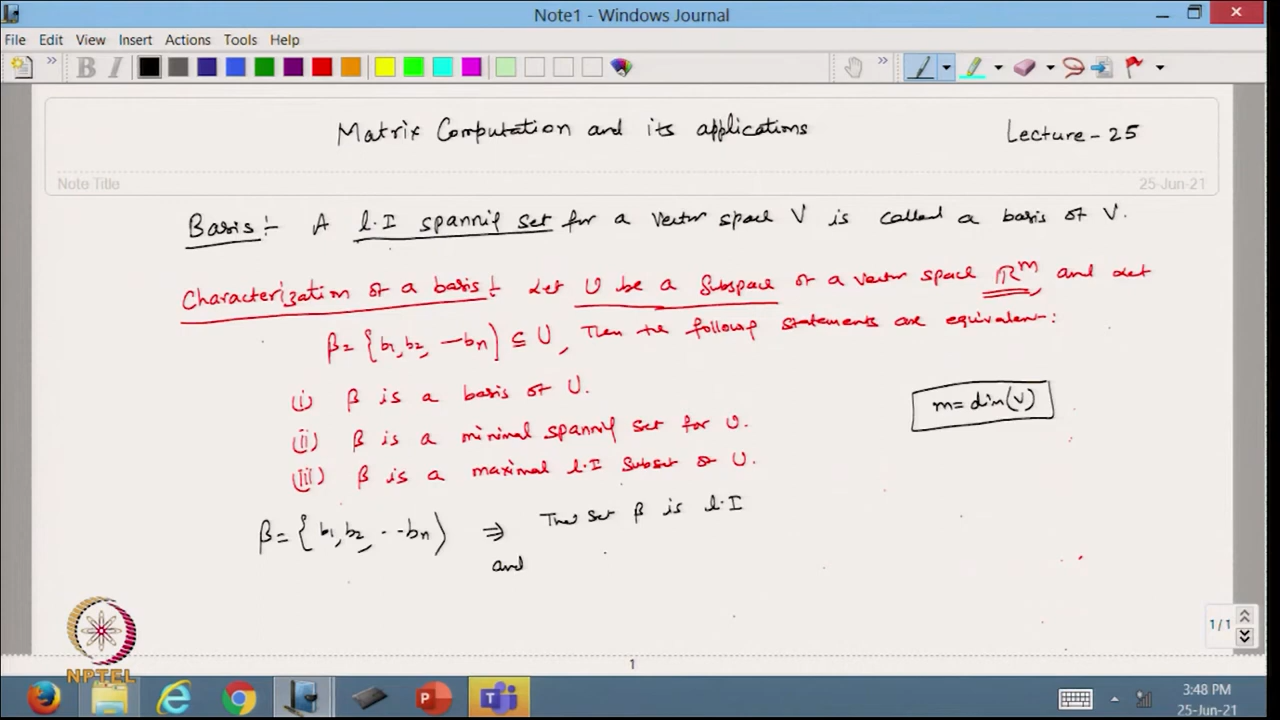 Note1 - Windows Journal
File Edit View Insert Actions Tools Help
Matrix Computation and its applications Lecture - 25
Note Title 25-Jun-21
Basis :- A l.I spanning set for a vector space V is called a basis of V.
Characterization of a basis :- Let U be a subspace of a vector space ℝ^m and let
β = {b1, b2, --- bn} ⊆ U, Then the following statements are equivalent :
(i) β is a basis of U.
m = dim(V)
(ii) β is a minimal spanning set for U.
(iii) β is a maximal l.I subset of U.
β = {b1, b2, --- bn} ⇒ The set β is l.I
and
NPTEL
1 / 1
1
3:48 PM
25-Jun-21